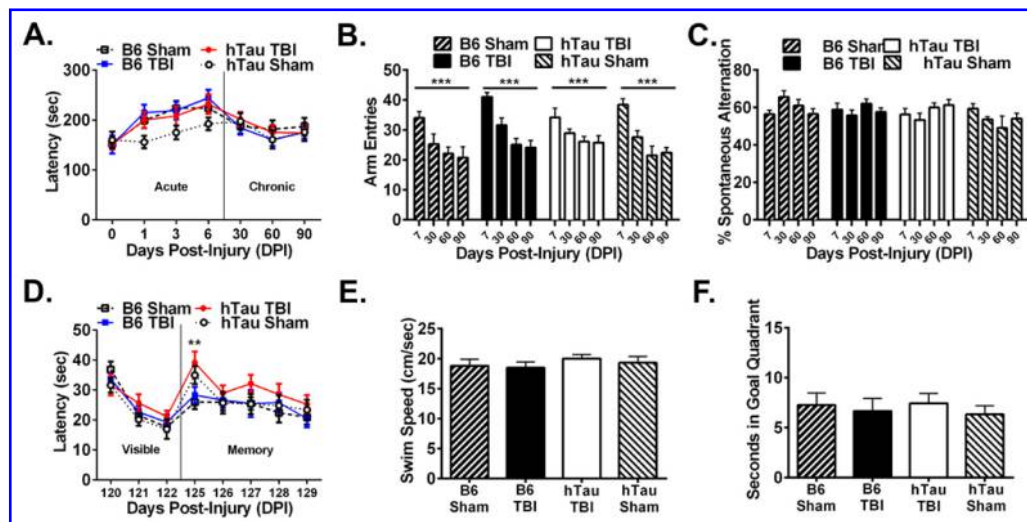 A.
B6 Sham hTau TBI
B6 TBI hTau Sham
Latency (sec)
300
200
100
0
Acute Chronic
0 1 3 6 30 60 90
Days Post-Injury (DPI)
B.
B6 Sham hTau TBI
B6 TBI hTau Sham
Arm Entries
50
40
30
20
10
0
*** *** *** ***
7 30 60 90 7 30 60 90 7 30 60 90 7 30 60 90
Days Post-Injury (DPI)
C.
B6 Sham hTau TBI
B6 TBI hTau Sham
% Spontaneous Alternation
80
60
40
20
0
7 30 60 90 7 30 60 90 7 30 60 90 7 30 60 90
Days Post-Injury (DPI)
D.
B6 Sham hTau TBI
B6 TBI hTau Sham
Latency (sec)
50
40
30
20
10
0
**
Visible Memory
120 121 122 125 126 127 128 129
Days Post-Injury (DPI)
E.
Swim Speed (cm/sec)
25
20
15
10
5
0
B6 Sham B6 TBI hTau TBI hTau Sham
F.
Seconds in Goal Quadrant
15
10
5
0
B6 Sham B6 TBI hTau TBI hTau Sham